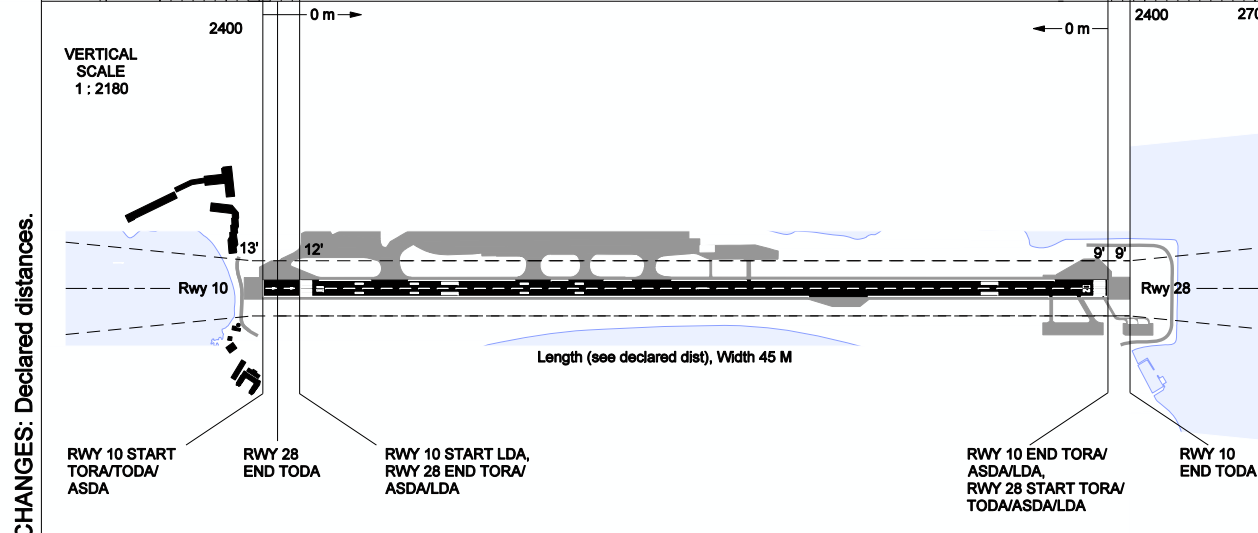 2400
0 m
0 m
2400
VERTICAL
SCALE
1 : 2180
CHANGES: Declared distances.
13'
12'
9'
9'
Rwy 10
Rwy 28
Length (see declared dist), Width 45 M
RWY 10 START
TORA/TODA/
ASDA
RWY 28
END TODA
RWY 10 START LDA,
RWY 28 END TORA/
ASDA/LDA
RWY 10 END TORA/
ASDA/LDA,
RWY 28 START TORA/
TODA/ASDA/LDA
RWY 10
END TODA